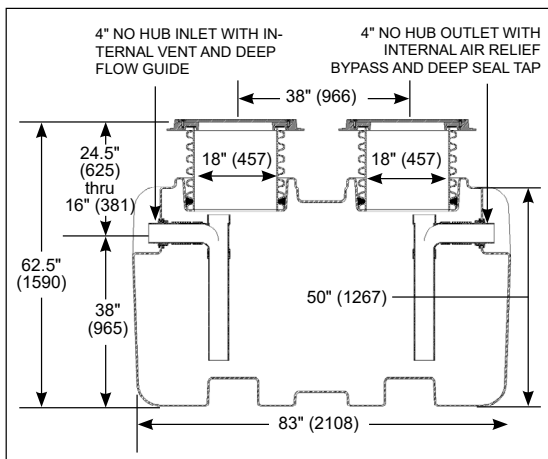 4" NO HUB INLET WITH IN-
TERNAL VENT AND DEEP
FLOW GUIDE
4" NO HUB OUTLET WITH
INTERNAL AIR RELIEF
BYPASS AND DEEP SEAL TAP
38" (966)
24.5"
(625)
thru
16" (381)
18" (457)
18" (457)
62.5"
(1590)
38"
(965)
50" (1267)
83" (2108)